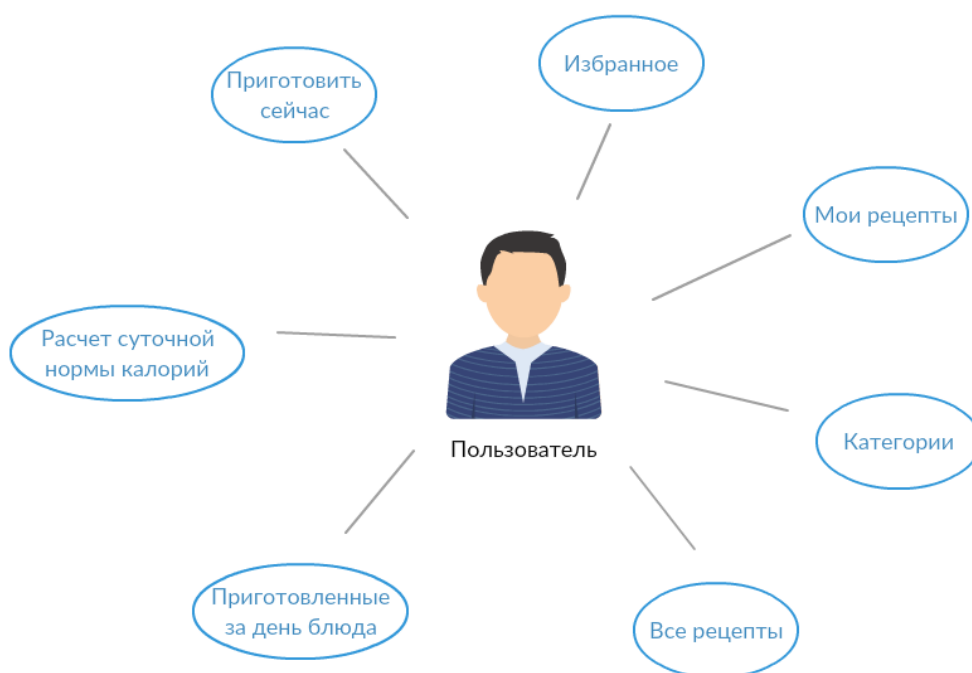 Избранное
Приготовить
сейчас
Мои рецепты
Расчет суточной
нормы калорий
Пользователь
Категории
Приготовленные
за день блюда
Все рецепты